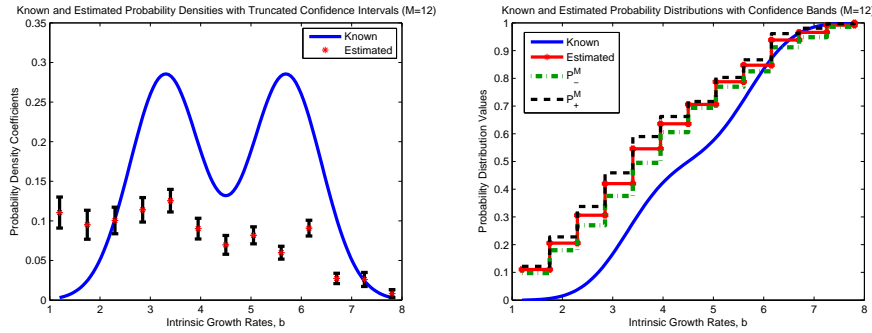 Known and Estimated Probability Densities with Truncated Confidence Intervals (M=12)
0.35
0.3
0.25
0.2
0.15
0.1
0.05
0
Probability Density Coefficients
Known
Estimated
1 2 3 4 5 6 7 8
Intrinsic Growth Rates, b
Known and Estimated Probability Distributions with Confidence Bands (M=12)
1
0.9
0.8
0.7
0.6
0.5
0.4
0.3
0.2
0.1
0
Probability Distribution Values
Known
Estimated
P_-^M
P_+^M
1 2 3 4 5 6 7 8
Intrinsic Growth Rates, b